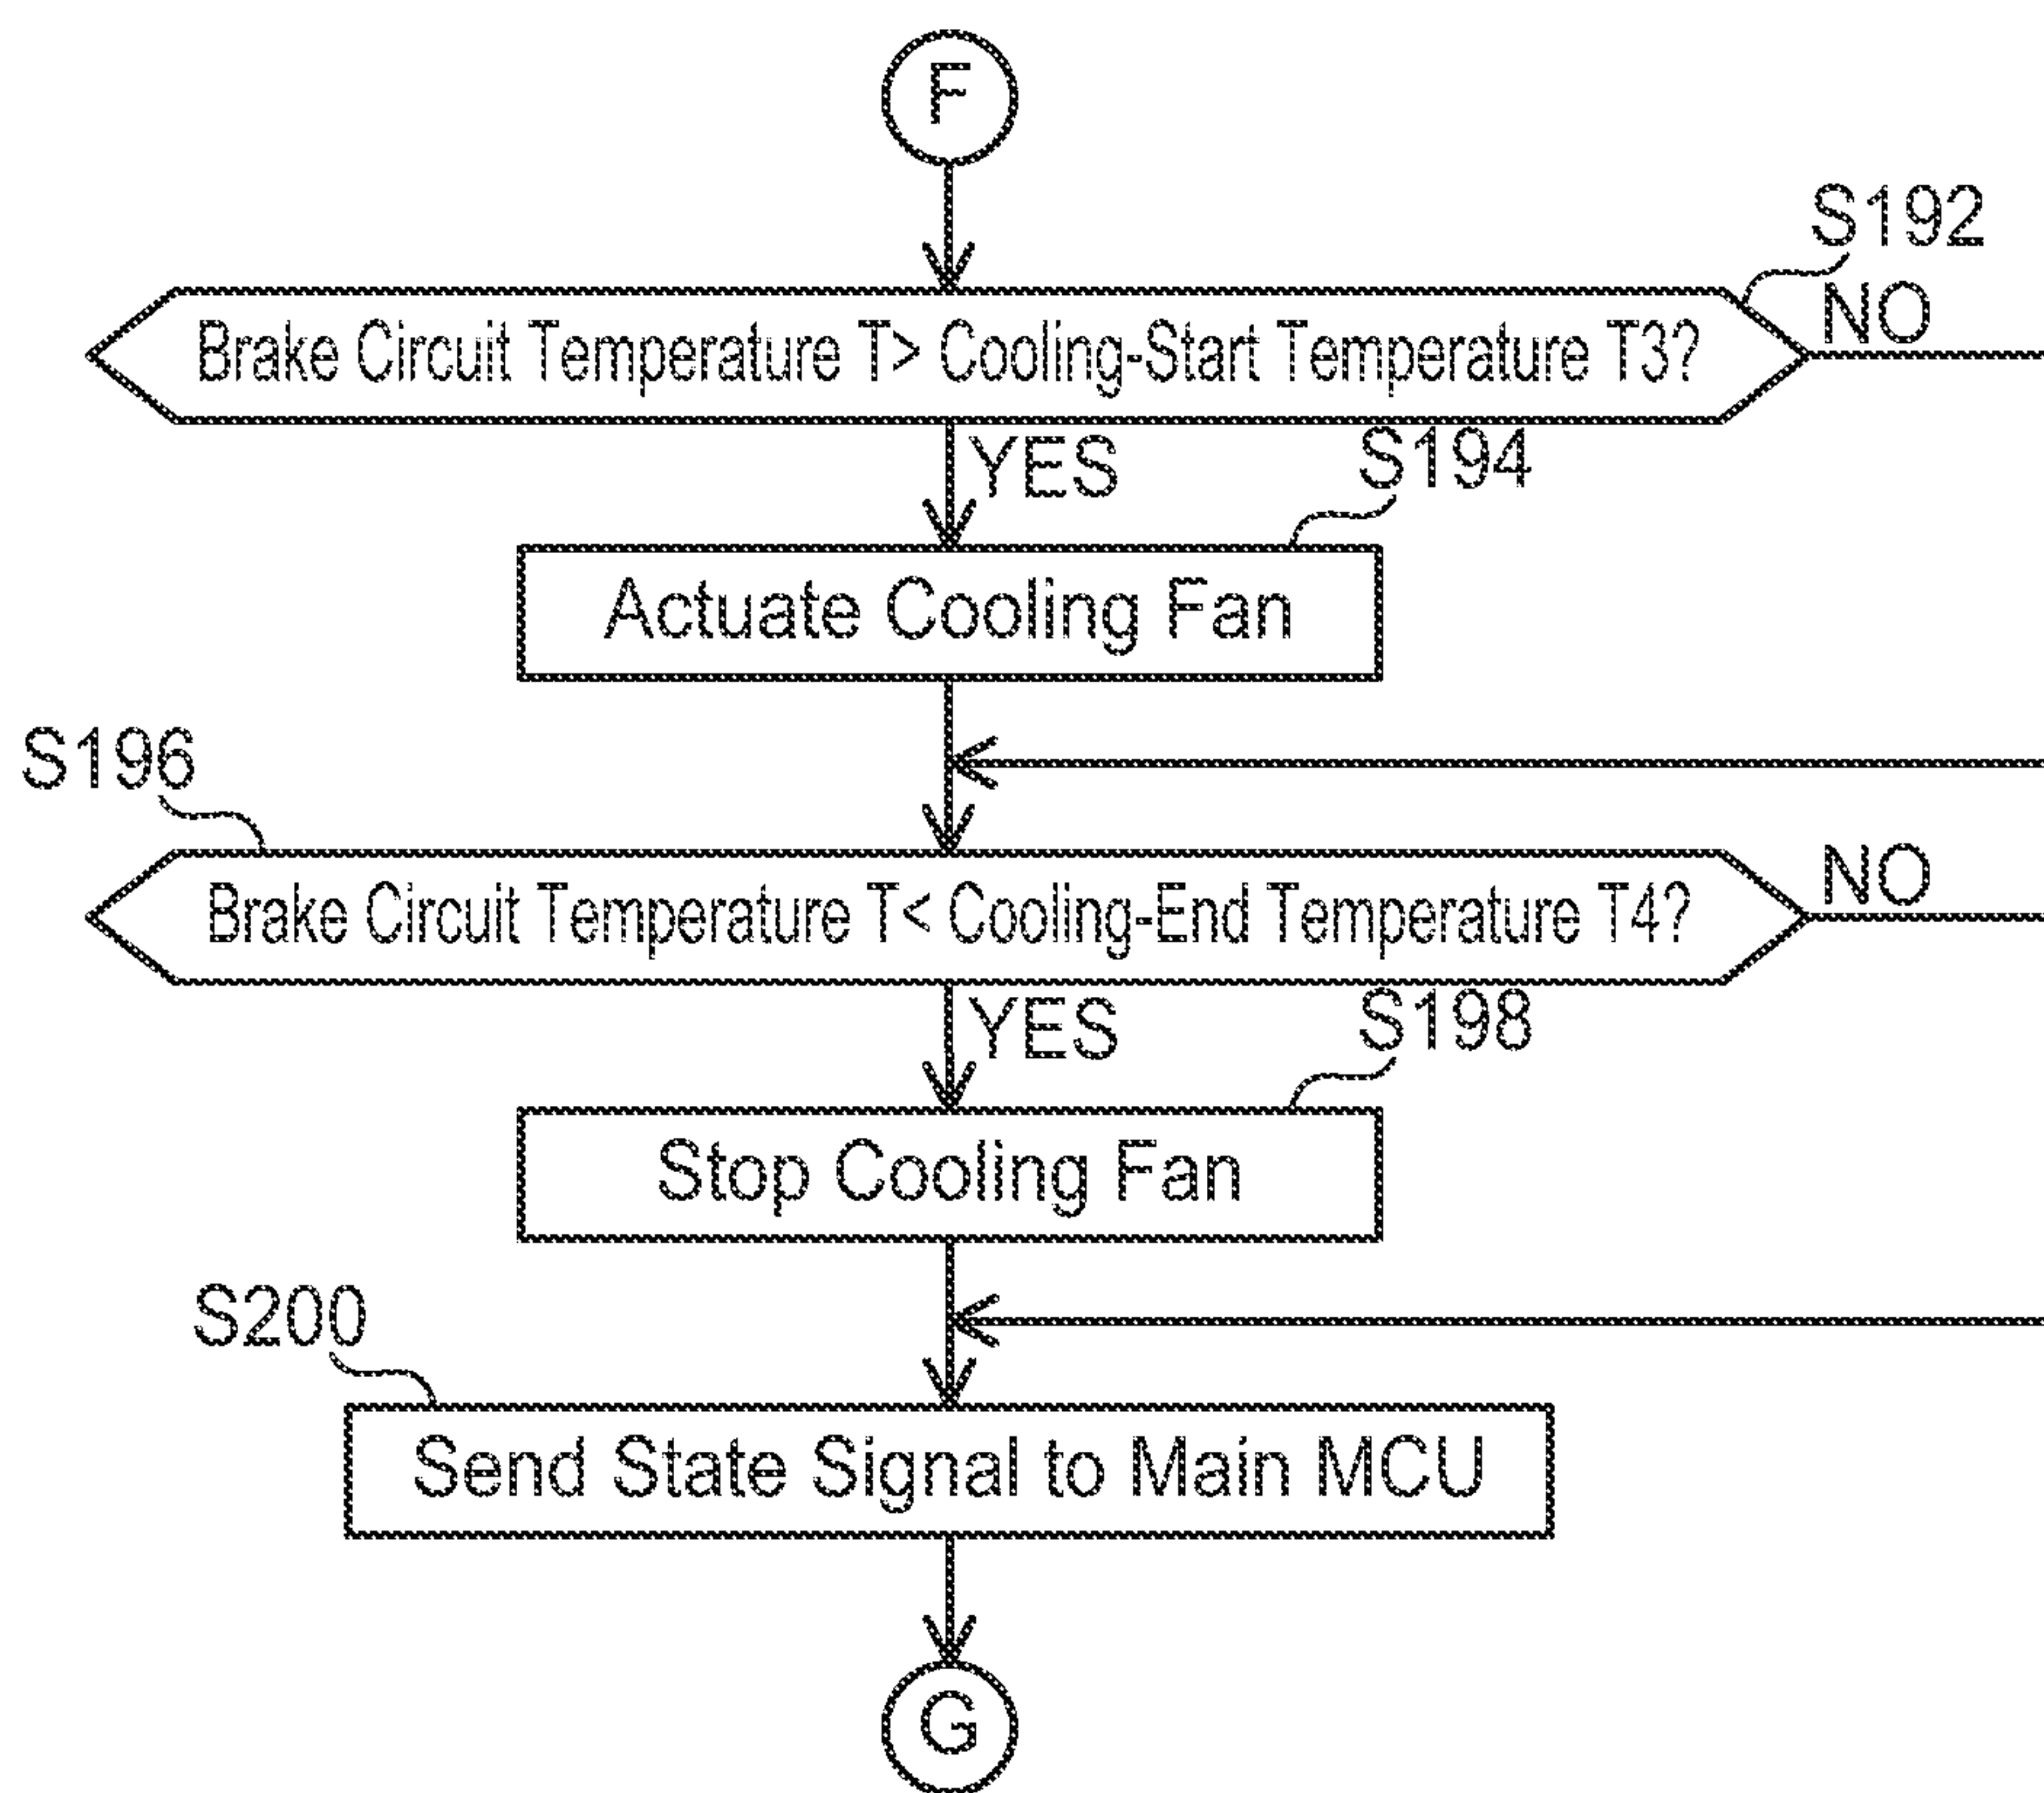 F
S192
Brake Circuit Temperature T> Cooling-Start Temperature T3?
NO
YES
S194
Actuate Cooling Fan
S196
Brake Circuit Temperature T< Cooling-End Temperature T4?
NO
YES
S198
Stop Cooling Fan
S200
Send State Signal to Main MCU
G